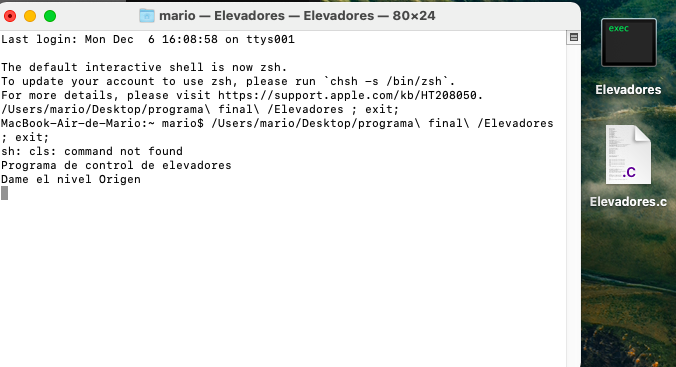 mario — Elevadores — Elevadores — 80×24
Last login: Mon Dec  6 16:08:58 on ttys001
The default interactive shell is now zsh.
To update your account to use zsh, please run `chsh -s /bin/zsh`.
For more details, please visit https://support.apple.com/kb/HT208050.
/Users/mario/Desktop/programa\ final\ /Elevadores ; exit;
MacBook-Air-de-Mario:~ mario$ /Users/mario/Desktop/programa\ final\ /Elevadores
; exit;
sh: cls: command not found
Programa de control de elevadores
Dame el nivel Origen
exec
Elevadores
.C
Elevadores.c